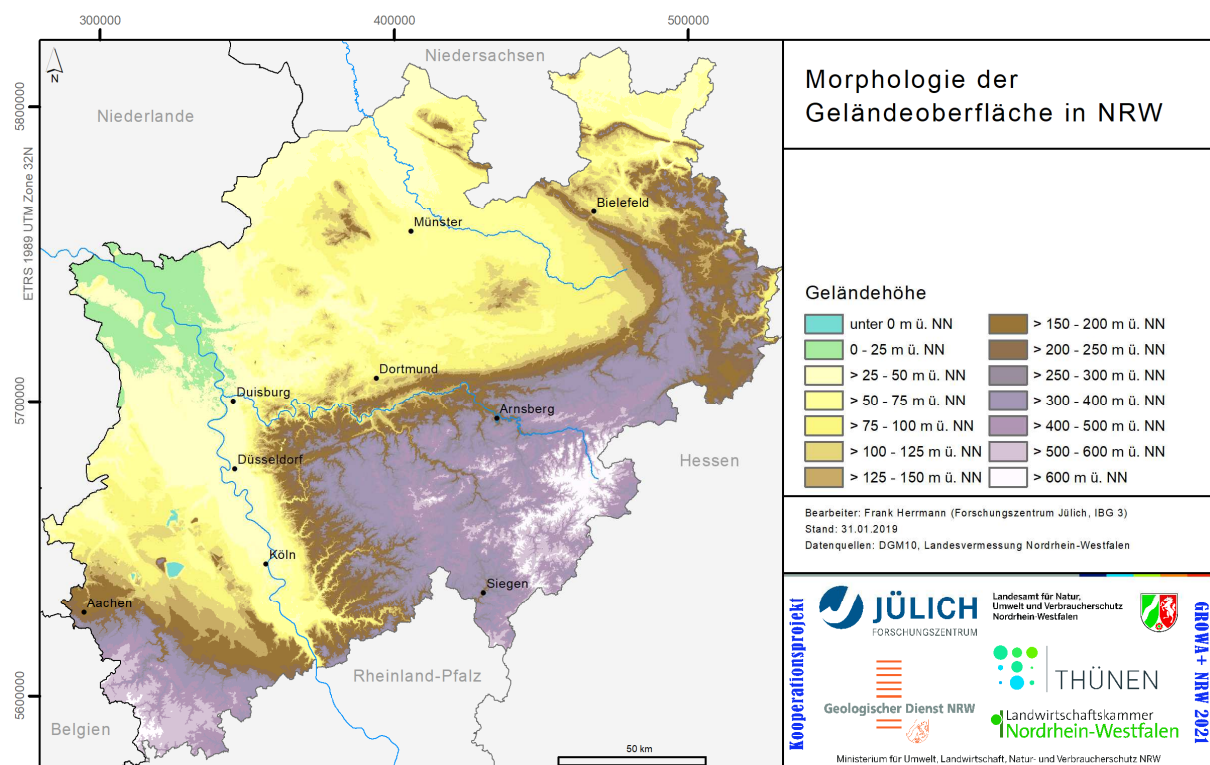 300000
400000
500000
5800000
5700000
5600000
ETRS 1989 UTM Zone 32N
N
Niedersachsen
Niederlande
Bielefeld
Münster
Dortmund
Duisburg
Arnsberg
Düsseldorf
Hessen
Köln
Siegen
Aachen
Rheinland-Pfalz
Belgien
50 km
Morphologie der
Geländeoberfläche in NRW
Geländehöhe
unter 0 m ü. NN
0 - 25 m ü. NN
> 25 - 50 m ü. NN
> 50 - 75 m ü. NN
> 75 - 100 m ü. NN
> 100 - 125 m ü. NN
> 125 - 150 m ü. NN
> 150 - 200 m ü. NN
> 200 - 250 m ü. NN
> 250 - 300 m ü. NN
> 300 - 400 m ü. NN
> 400 - 500 m ü. NN
> 500 - 600 m ü. NN
> 600 m ü. NN
Bearbeiter: Frank Herrmann (Forschungszentrum Jülich, IBG 3)
Stand: 31.01.2019
Datenquellen: DGM10, Landesvermessung Nordrhein-Westfalen
Kooperationsprojekt
JÜLICH
FORSCHUNGSZENTRUM
Landesamt für Natur,
Umwelt und Verbraucherschutz
Nordrhein-Westfalen
THÜNEN
Geologischer Dienst NRW
Landwirtschaftskammer
Nordrhein-Westfalen
GROWA+ NRW 2021
Ministerium für Umwelt, Landwirtschaft, Natur- und Verbraucherschutz NRW